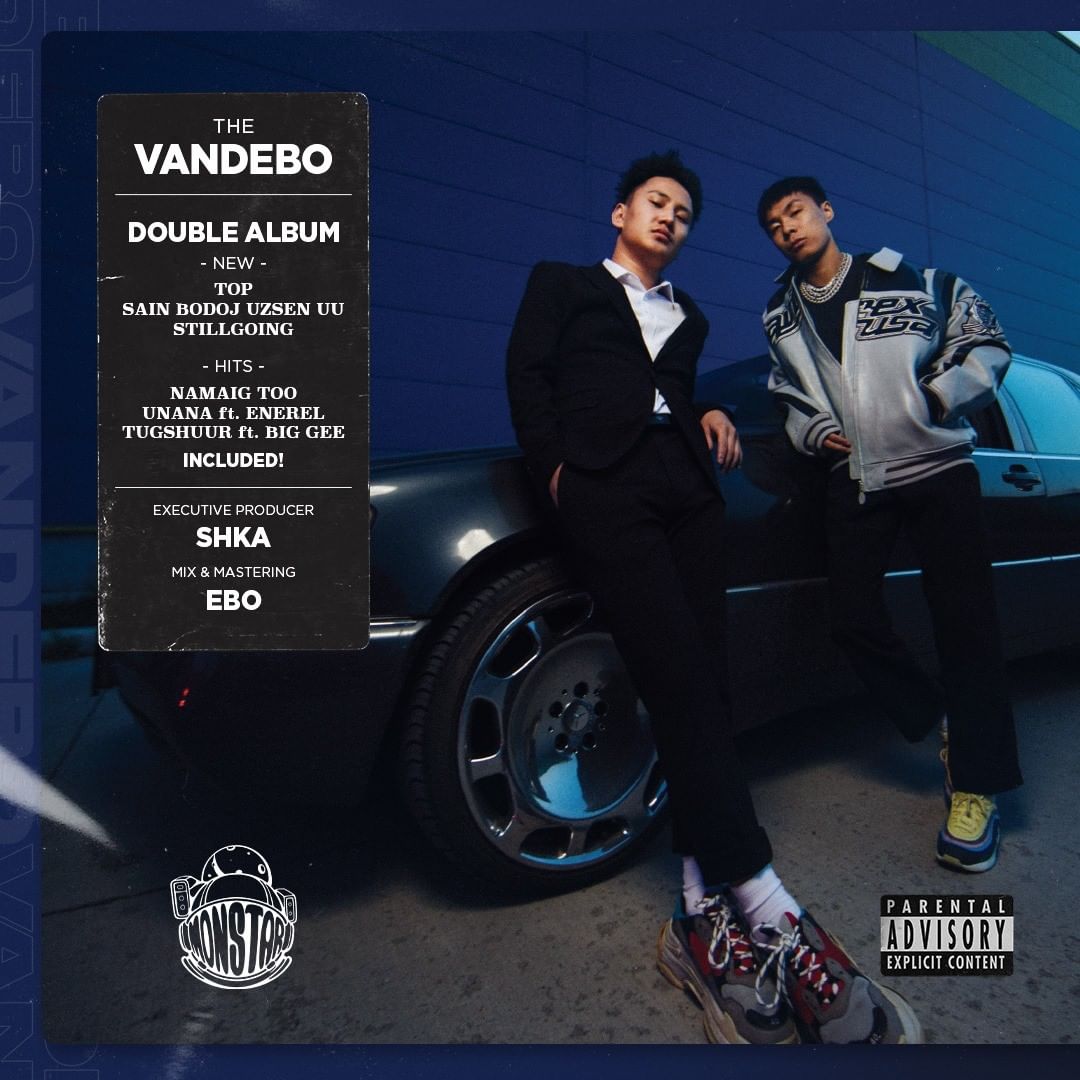 THE
VANDEBO
DOUBLE ALBUM
- NEW -
TOP
SAIN BODOJ UZSEN UU
STILLGOING
- HITS -
NAMAIG TOO
UNANA ft. ENEREL
TUGSHUUR ft. BIG GEE
INCLUDED!
EXECUTIVE PRODUCER
SHKA
MIX & MASTERING
EBO
MONSTAR
PARENTAL
ADVISORY
EXPLICIT CONTENT